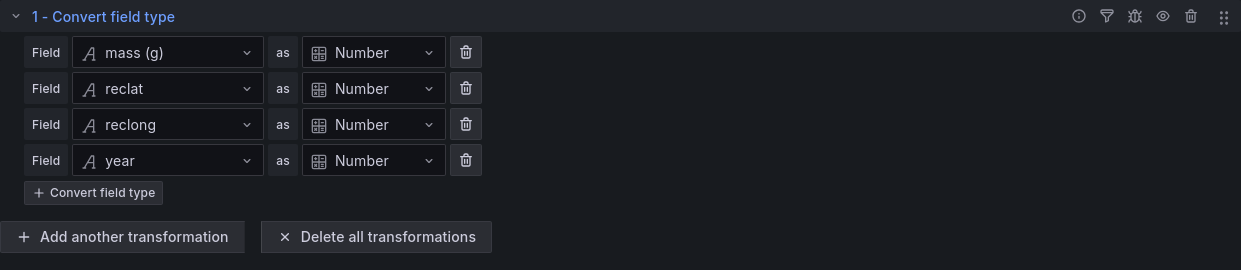 1 - Convert field type
Field mass (g) as Number
Field reclat as Number
Field reclong as Number
Field year as Number
+ Convert field type
+ Add another transformation × Delete all transformations